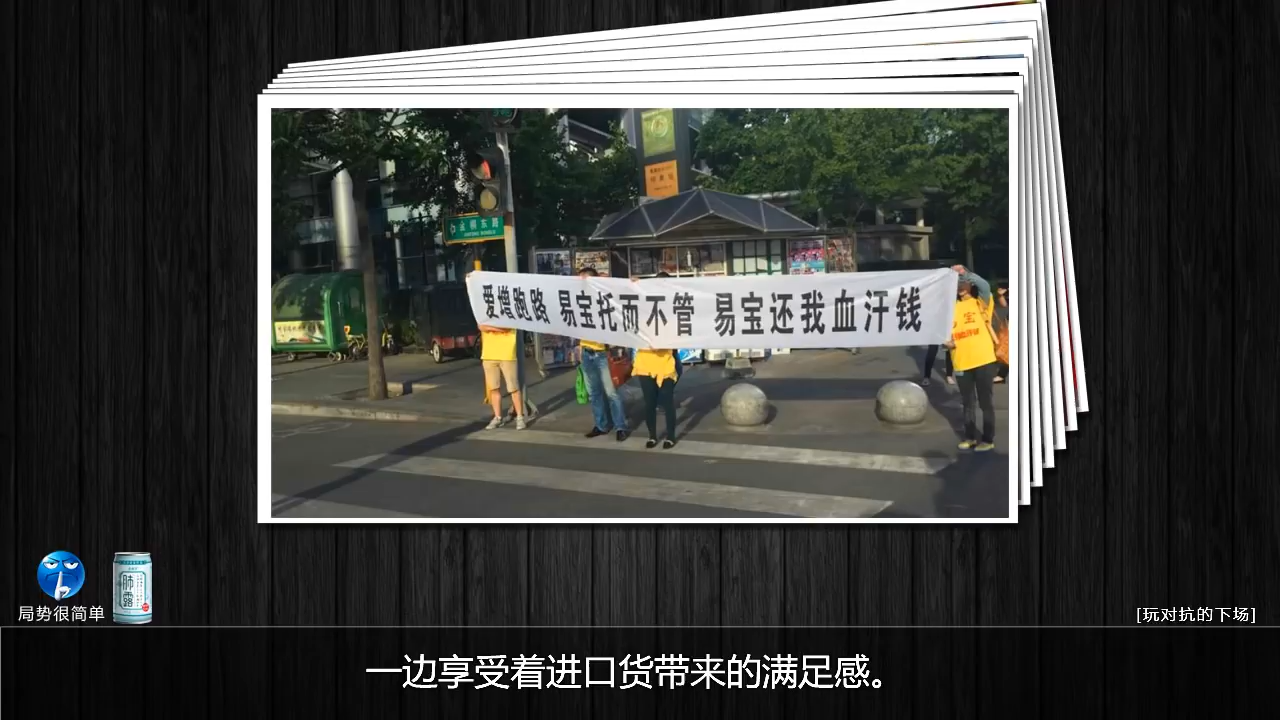 爱增跑路 易宝托而不管 易宝还我血汗钱
局势很简单
肺露
[玩对抗的下场]
一边享受着进口货带来的满足感。